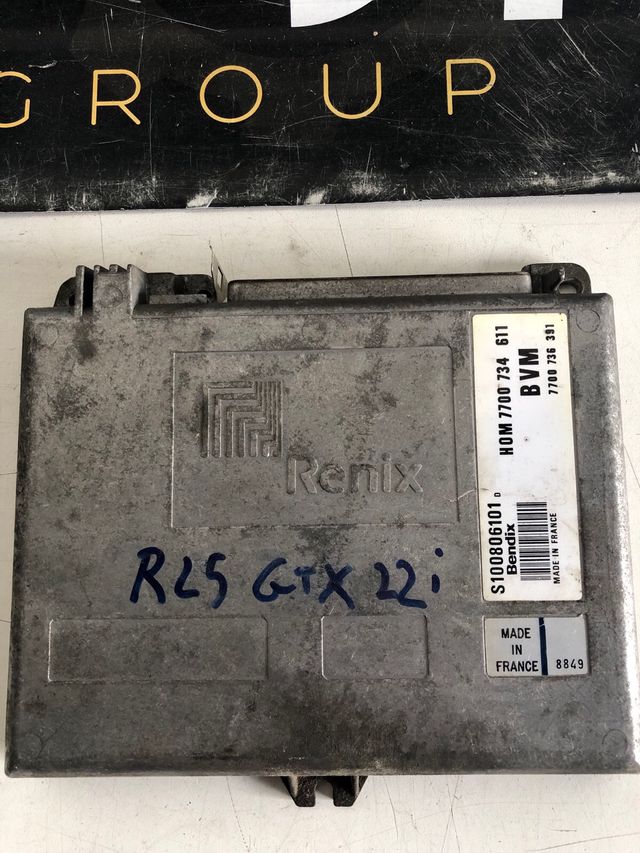 GROUP
Renix
HOM 7700 734 611
BVM
7700 736 391
S100806101 D
Bendix
MADE IN FRANCE
R25 GTX 22i
MADE
IN
FRANCE
8849